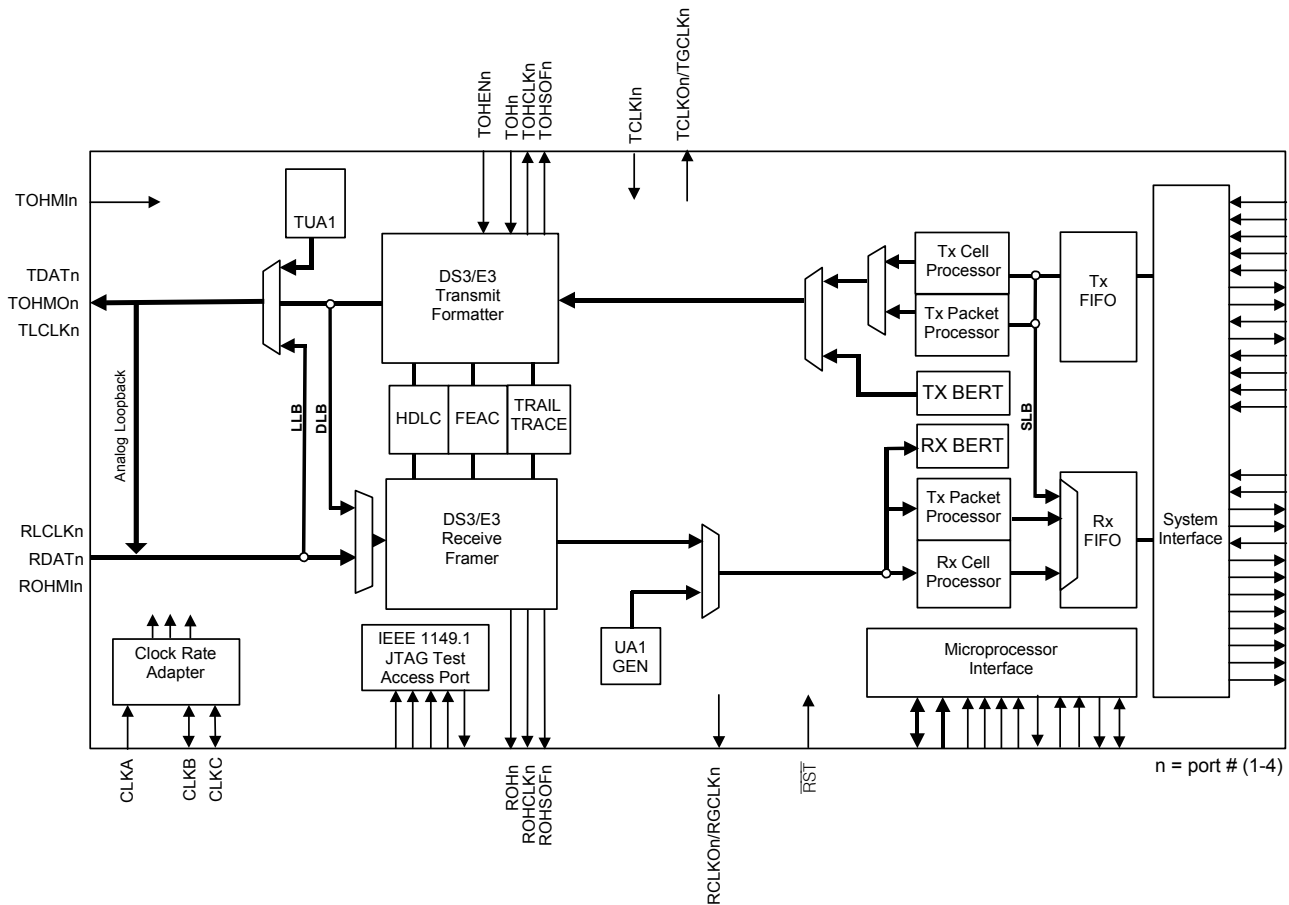 TOHENn
TOHn
TOHCLKn
TOHSOFn
TCLKIn
TCLKOn/TGCLKn
TOHMIn
TUA1
TDATn
TOHMOn
TLCLKn
DS3/E3
Transmit
Formatter
Tx Cell
Processor
Tx Packet
Processor
Tx
FIFO
TX BERT
Analog Loopback
LLB
DLB
HDLC
FEAC
TRAIL
TRACE
SLB
RX BERT
RLCLKn
RDATn
ROHMIn
DS3/E3
Receive
Framer
Tx Packet
Processor
Rx Cell
Processor
Rx
FIFO
System
Interface
Clock Rate
Adapter
IEEE 1149.1
JTAG Test
Access Port
UA1
GEN
Microprocessor
Interface
CLKA
CLKB
CLKC
ROHn
ROHCLKn
ROHSOFn
RCLKOn/RGCLKn
RST
n = port # (1-4)